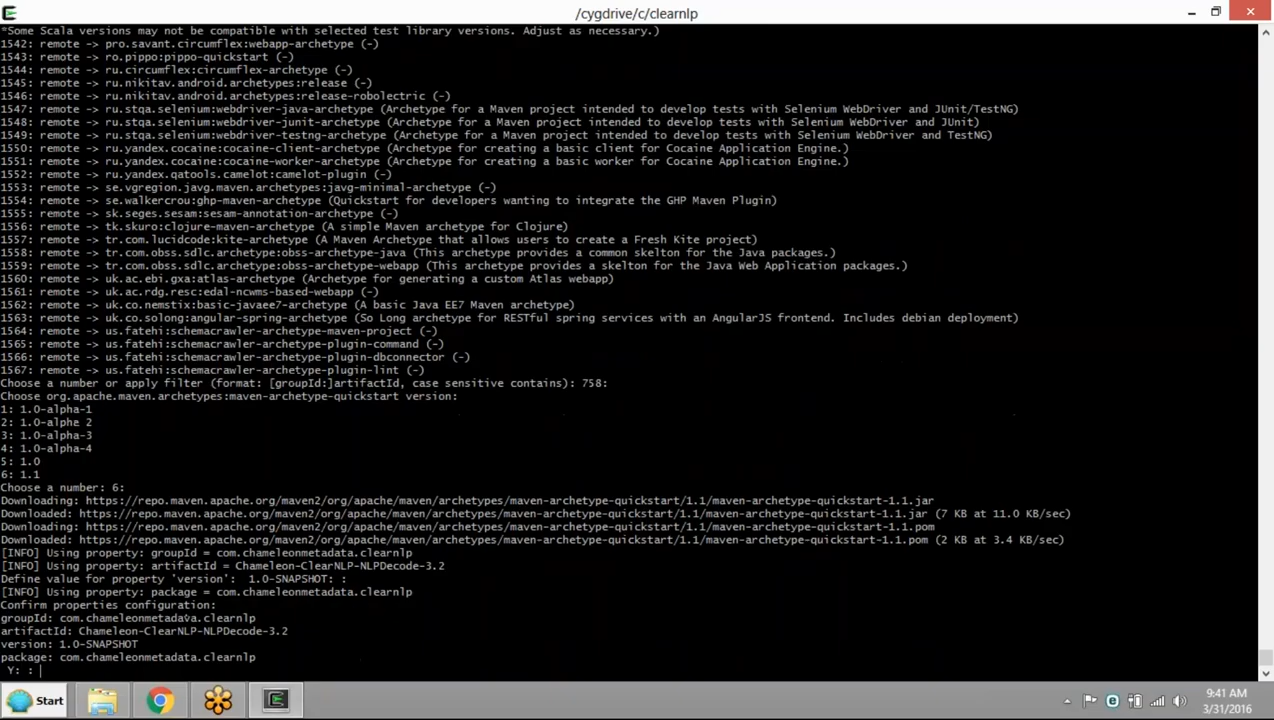 /cygdrive/c/clearnlp
*Some Scala versions may not be compatible with selected test library versions. Adjust as necessary.)
1542: remote -> pro.savant.circumflex:webapp-archetype (-)
1543: remote -> ro.pippo:pippo-quickstart (-)
1544: remote -> ru.circumflex:circumflex-archetype (-)
1545: remote -> ru.nikitav.android.archetypes:release (-)
1546: remote -> ru.nikitav.android.archetypes:release-robolectric (-)
1547: remote -> ru.stqa.selenium:webdriver-java-archetype (Archetype for a Maven project intended to develop tests with Selenium WebDriver and JUnit/TestNG)
1548: remote -> ru.stqa.selenium:webdriver-junit-archetype (Archetype for a Maven project intended to develop tests with Selenium WebDriver and JUnit)
1549: remote -> ru.stqa.selenium:webdriver-testng-archetype (Archetype for a Maven project intended to develop tests with Selenium WebDriver and TestNG)
1550: remote -> ru.yandex.cocaine:cocaine-client-archetype (Archetype for creating a basic client for Cocaine Application Engine.)
1551: remote -> ru.yandex.cocaine:cocaine-worker-archetype (Archetype for creating a basic worker for Cocaine Application Engine.)
1552: remote -> ru.yandex.qatools.camelot:camelot-plugin (-)
1553: remote -> se.vgregion.javg.maven.archetypes:javg-minimal-archetype (-)
1554: remote -> se.walkercrou:ghp-maven-archetype (Quickstart for developers wanting to integrate the GHP Maven Plugin)
1555: remote -> sk.seges.sesam:sesam-annotation-archetype (-)
1556: remote -> tk.skuro:clojure-maven-archetype (A simple Maven archetype for Clojure)
1557: remote -> tr.com.lucidcode:kite-archetype (A Maven Archetype that allows users to create a Fresh Kite project)
1558: remote -> tr.com.obss.sdlc.archetype:obss-archetype-java (This archetype provides a common skelton for the Java packages.)
1559: remote -> tr.com.obss.sdlc.archetype:obss-archetype-webapp (This archetype provides a skelton for the Java Web Application packages.)
1560: remote -> uk.ac.ebi.gxa:atlas-archetype (Archetype for generating a custom Atlas webapp)
1561: remote -> uk.ac.rdg.resc:edal-ncwms-based-webapp (-)
1562: remote -> uk.co.nemstix:basic-javaee7-archetype (A basic Java EE7 Maven archetype)
1563: remote -> uk.co.solong:angular-spring-archetype (So Long archetype for RESTful spring services with an AngularJS frontend. Includes debian deployment)
1564: remote -> us.fatehi:schemacrawler-archetype-maven-project (-)
1565: remote -> us.fatehi:schemacrawler-archetype-plugin-command (-)
1566: remote -> us.fatehi:schemacrawler-archetype-plugin-dbconnector (-)
1567: remote -> us.fatehi:schemacrawler-archetype-plugin-lint (-)
Choose a number or apply filter (format: [groupId:]artifactId, case sensitive contains): 758:
Choose org.apache.maven.archetypes:maven-archetype-quickstart version:
1: 1.0-alpha-1
2: 1.0-alpha 2
3: 1.0-alpha-3
4: 1.0-alpha-4
5: 1.0
6: 1.1
Choose a number: 6:
Downloading: https://repo.maven.apache.org/maven2/org/apache/maven/archetypes/maven-archetype-quickstart/1.1/maven-archetype-quickstart-1.1.jar
Downloaded: https://repo.maven.apache.org/maven2/org/apache/maven/archetypes/maven-archetype-quickstart/1.1/maven-archetype-quickstart-1.1.jar (7 KB at 11.0 KB/sec)
Downloading: https://repo.maven.apache.org/maven2/org/apache/maven/archetypes/maven-archetype-quickstart/1.1/maven-archetype-quickstart-1.1.pom
Downloaded: https://repo.maven.apache.org/maven2/org/apache/maven/archetypes/maven-archetype-quickstart/1.1/maven-archetype-quickstart-1.1.pom (2 KB at 3.4 KB/sec)
[INFO] Using property: groupId = com.chameleonmetadata.clearnlp
[INFO] Using property: artifactId = Chameleon-ClearNLP-NLPDecode-3.2
Define value for property 'version':  1.0-SNAPSHOT: :
[INFO] Using property: package = com.chameleonmetadata.clearnlp
Confirm properties configuration:
groupId: com.chameleonmetadata.clearnlp
artifactId: Chameleon-ClearNLP-NLPDecode-3.2
version: 1.0-SNAPSHOT
package: com.chameleonmetadata.clearnlp
Y: :
Start
9:41 AM
3/31/2016